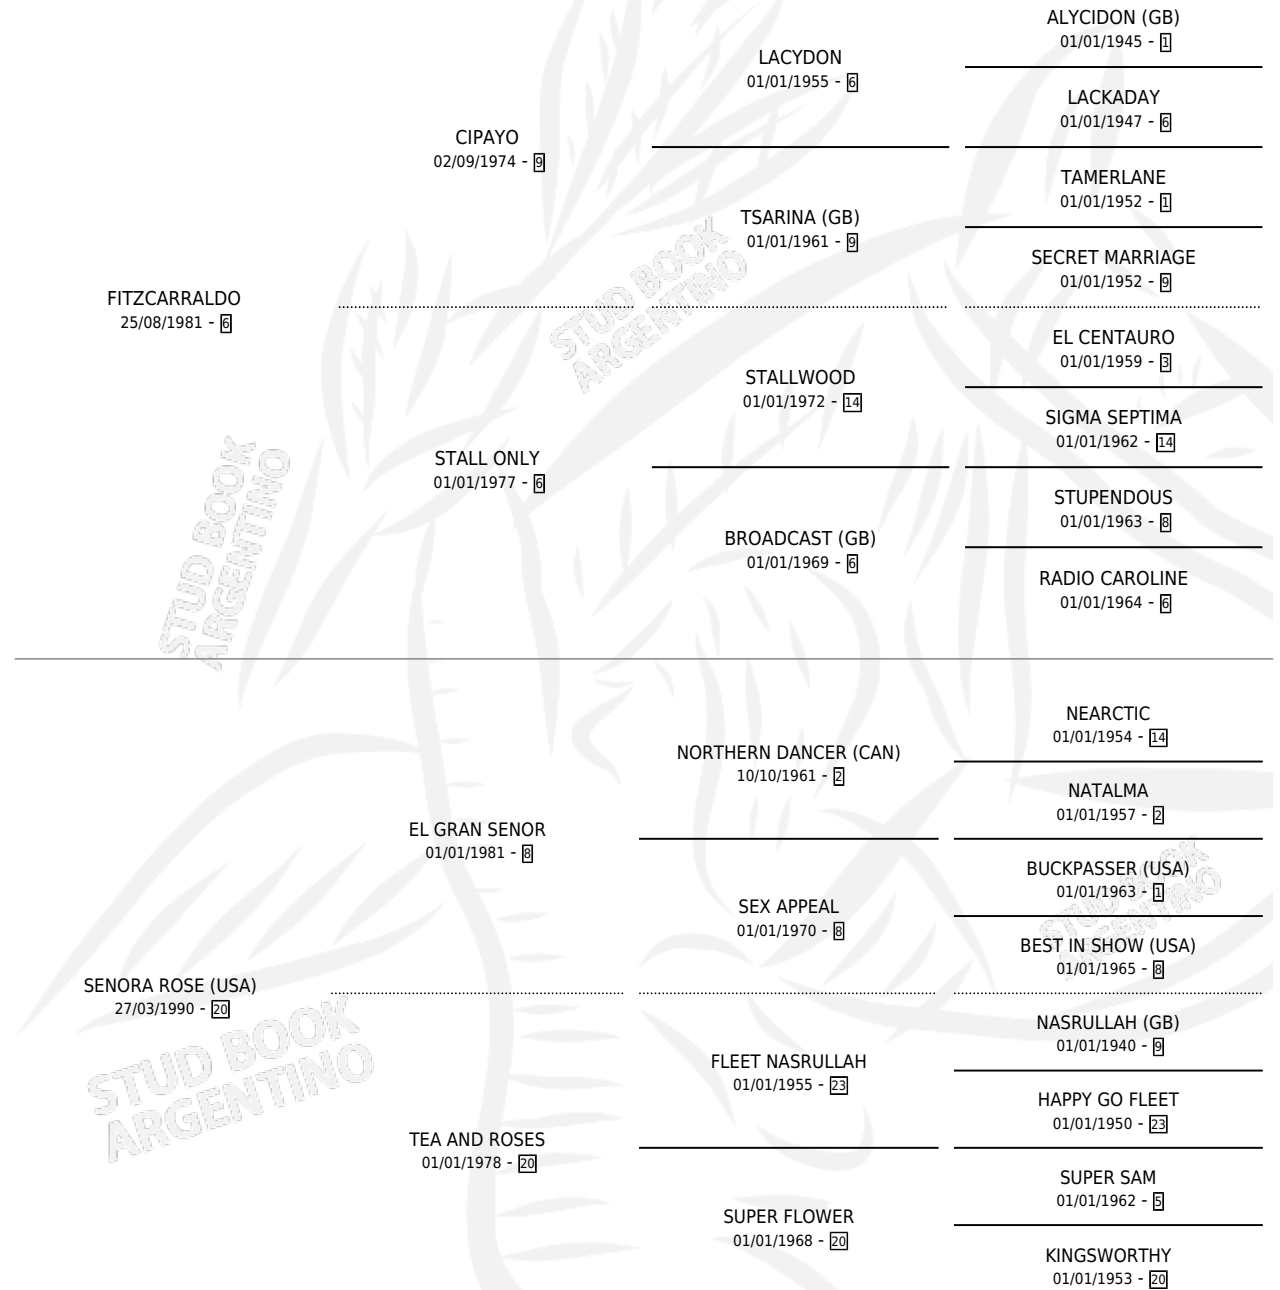 ALYCIDON (GB)
01/01/1945 - 1
LACYDON
01/01/1955 - 6
LACKADAY
01/01/1947 - 6
CIPAYO
02/09/1974 - 9
TAMERLANE
01/01/1952 - 1
TSARINA (GB)
01/01/1961 - 9
SECRET MARRIAGE
01/01/1952 - 9
FITZCARRALDO
25/08/1981 - 6
EL CENTAURO
01/01/1959 - 3
STALLWOOD
01/01/1972 - 14
SIGMA SEPTIMA
01/01/1962 - 14
STALL ONLY
01/01/1977 - 6
STUPENDOUS
01/01/1963 - 8
BROADCAST (GB)
01/01/1969 - 6
RADIO CAROLINE
01/01/1964 - 6
NEARCTIC
01/01/1954 - 14
NORTHERN DANCER (CAN)
10/10/1961 - 2
NATALMA
01/01/1957 - 2
EL GRAN SENOR
01/01/1981 - 8
BUCKPASSER (USA)
01/01/1963 - 1
SEX APPEAL
01/01/1970 - 8
BEST IN SHOW (USA)
01/01/1965 - 8
SENORA ROSE (USA)
27/03/1990 - 20
NASRULLAH (GB)
01/01/1940 - 9
FLEET NASRULLAH
01/01/1955 - 23
HAPPY GO FLEET
01/01/1950 - 23
TEA AND ROSES
01/01/1978 - 20
SUPER SAM
01/01/1962 - 5
SUPER FLOWER
01/01/1968 - 20
KINGSWORTHY
01/01/1953 - 20
STUD BOOK
ARGENTINO
STUD BOOK
ARGENTINO
STUD BOOK
ARGENTINO
STUD BOOK
ARGENTINO